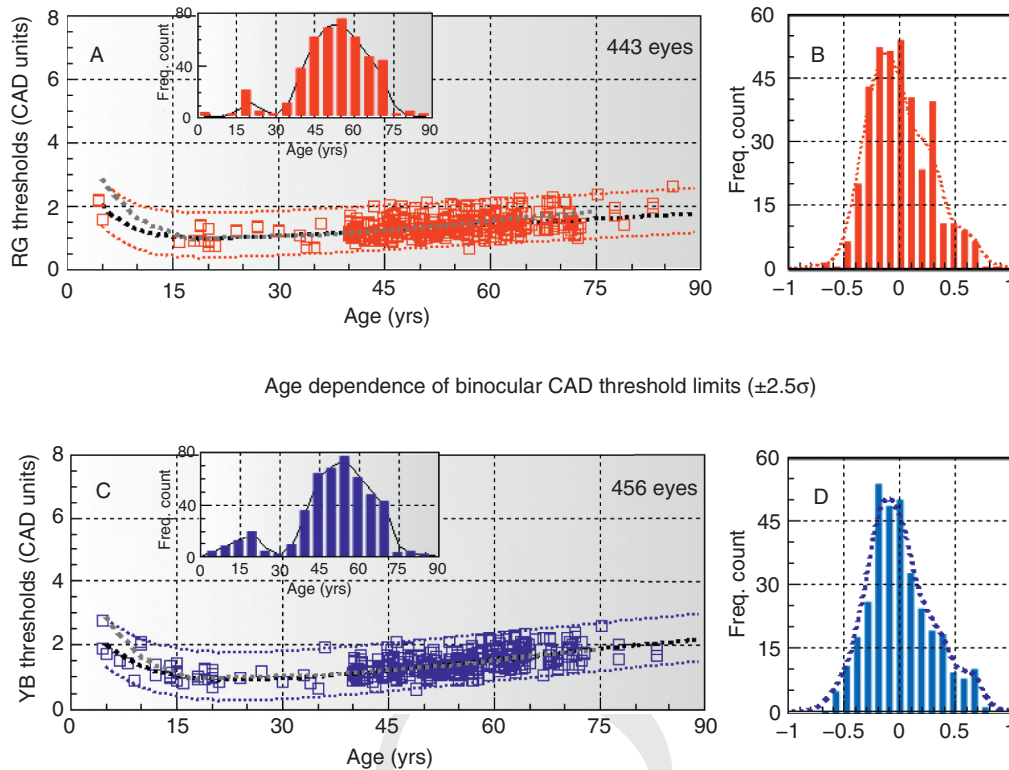 A
443 eyes
RG thresholds (CAD units)
8
6
4
2
0
0 15 30 45 60 75 90
Age (yrs)
Freq. count
80
40
0
0 15 30 45 60 75 90
Age (yrs)
B
Freq. count
60
45
30
15
0
−1 −0.5 0 0.5 1
Age dependence of binocular CAD threshold limits (±2.5σ)
C
456 eyes
YB thresholds (CAD units)
8
6
4
2
0
0 15 30 45 60 75 90
Age (yrs)
Freq. count
80
40
0
0 15 30 45 60 75 90
Age (yrs)
D
Freq. count
60
45
30
15
0
−1 −0.5 0 0.5 1